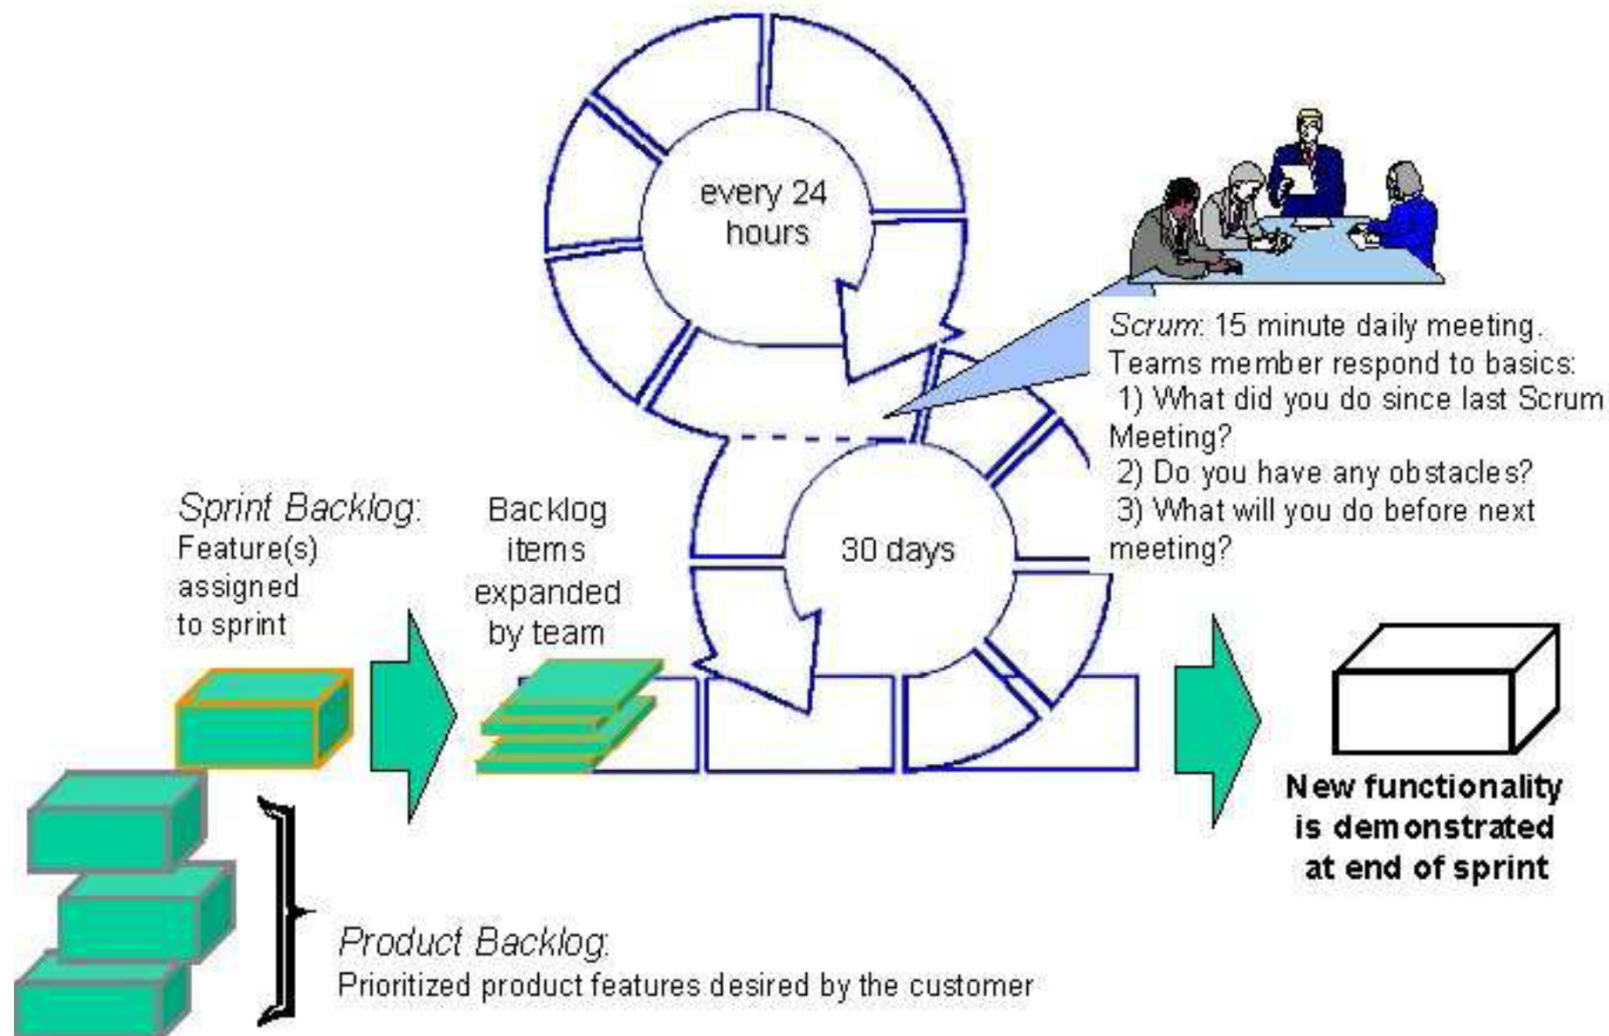 every 24
hours
Scrum: 15 minute daily meeting.
Teams member respond to basics:
1) What did you do since last Scrum
Meeting?
2) Do you have any obstacles?
3) What will you do before next
meeting?
Sprint Backlog:
Feature(s)
assigned
to sprint
Backlog
items
expanded
by team
30 days
New functionality
is demonstrated
at end of sprint
Product Backlog:
Prioritized product features desired by the customer